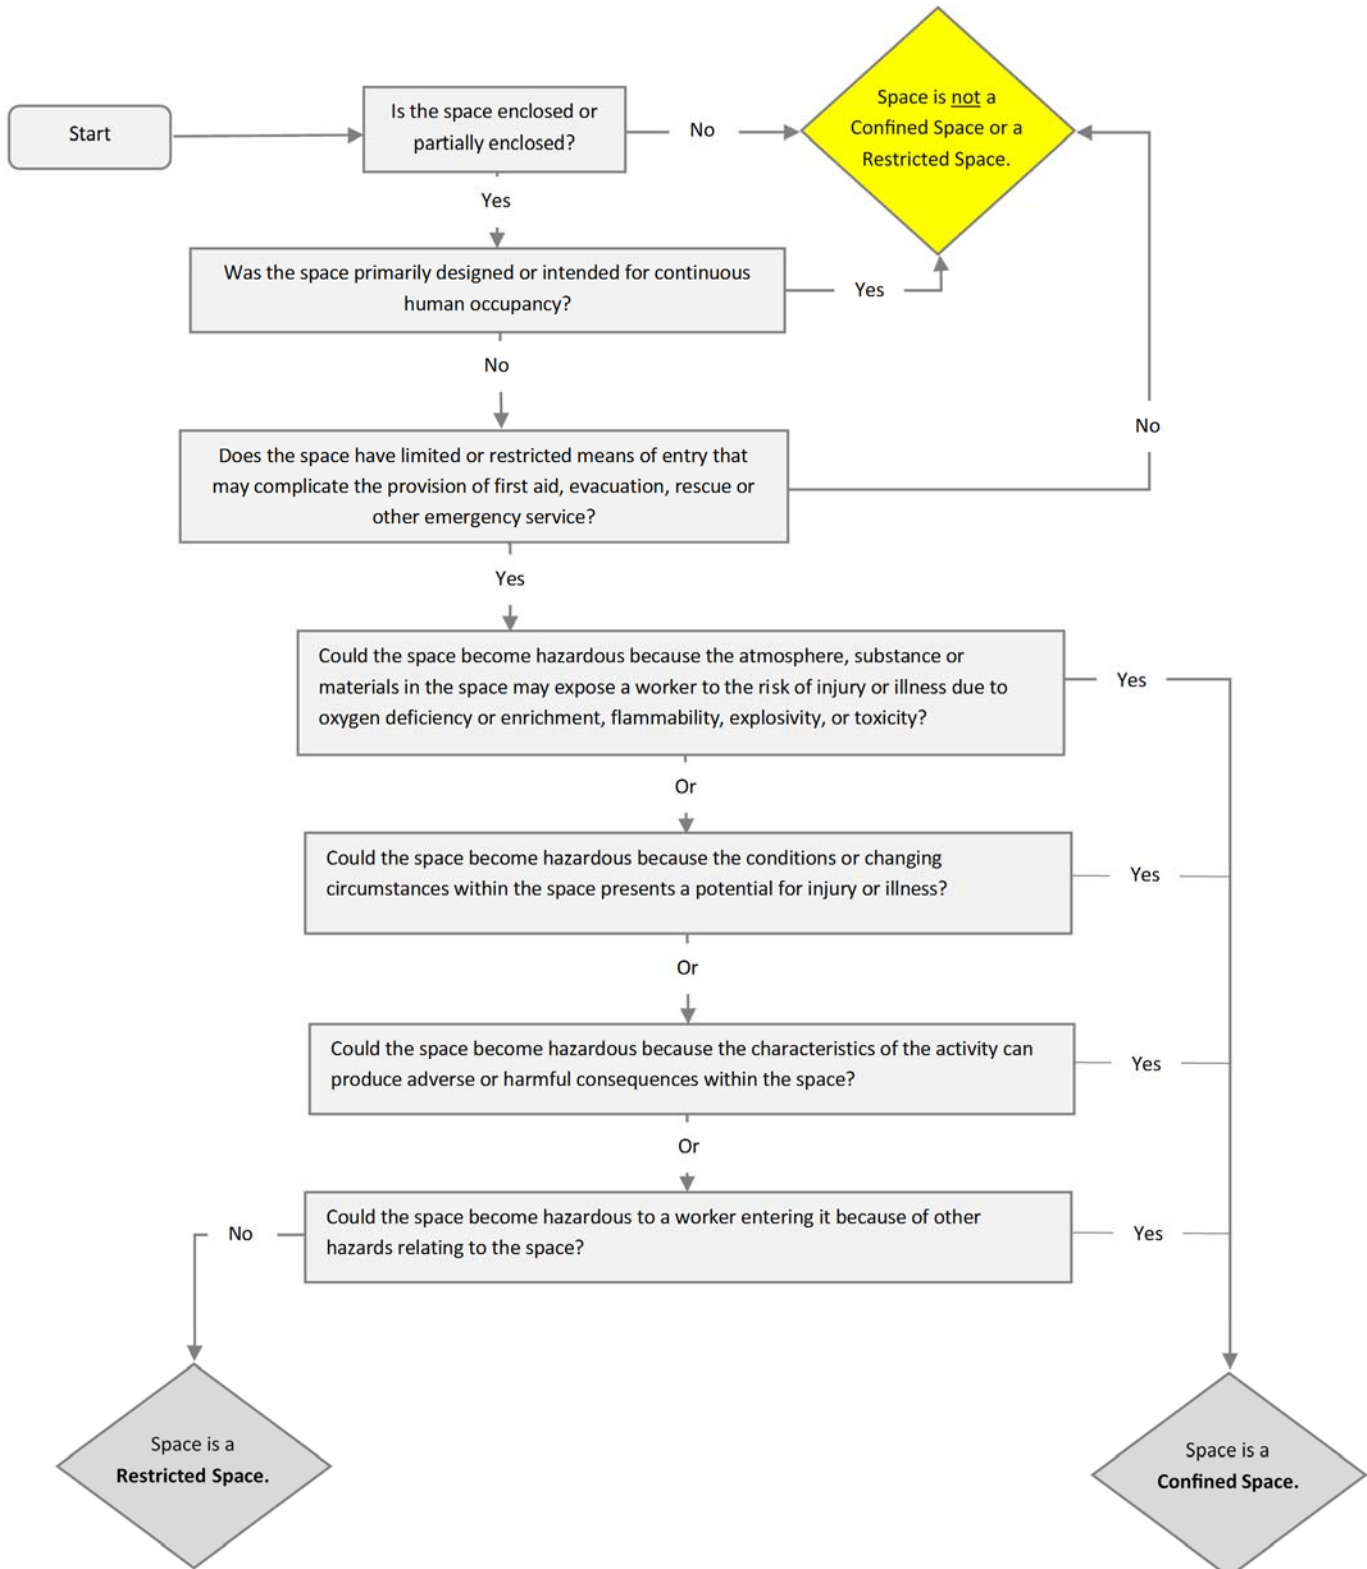 Start
Is the space enclosed or
partially enclosed?
No
Space is not a
Confined Space or a
Restricted Space.
Yes
Was the space primarily designed or intended for continuous
human occupancy?
Yes
No
No
Does the space have limited or restricted means of entry that
may complicate the provision of first aid, evacuation, rescue or
other emergency service?
Yes
Could the space become hazardous because the atmosphere, substance or
materials in the space may expose a worker to the risk of injury or illness due to
oxygen deficiency or enrichment, flammability, explosivity, or toxicity?
Yes
Or
Could the space become hazardous because the conditions or changing
circumstances within the space presents a potential for injury or illness?
Yes
Or
Could the space become hazardous because the characteristics of the activity can
produce adverse or harmful consequences within the space?
Yes
Or
Could the space become hazardous to a worker entering it because of other
hazards relating to the space?
No
Yes
Space is a
Restricted Space.
Space is a
Confined Space.